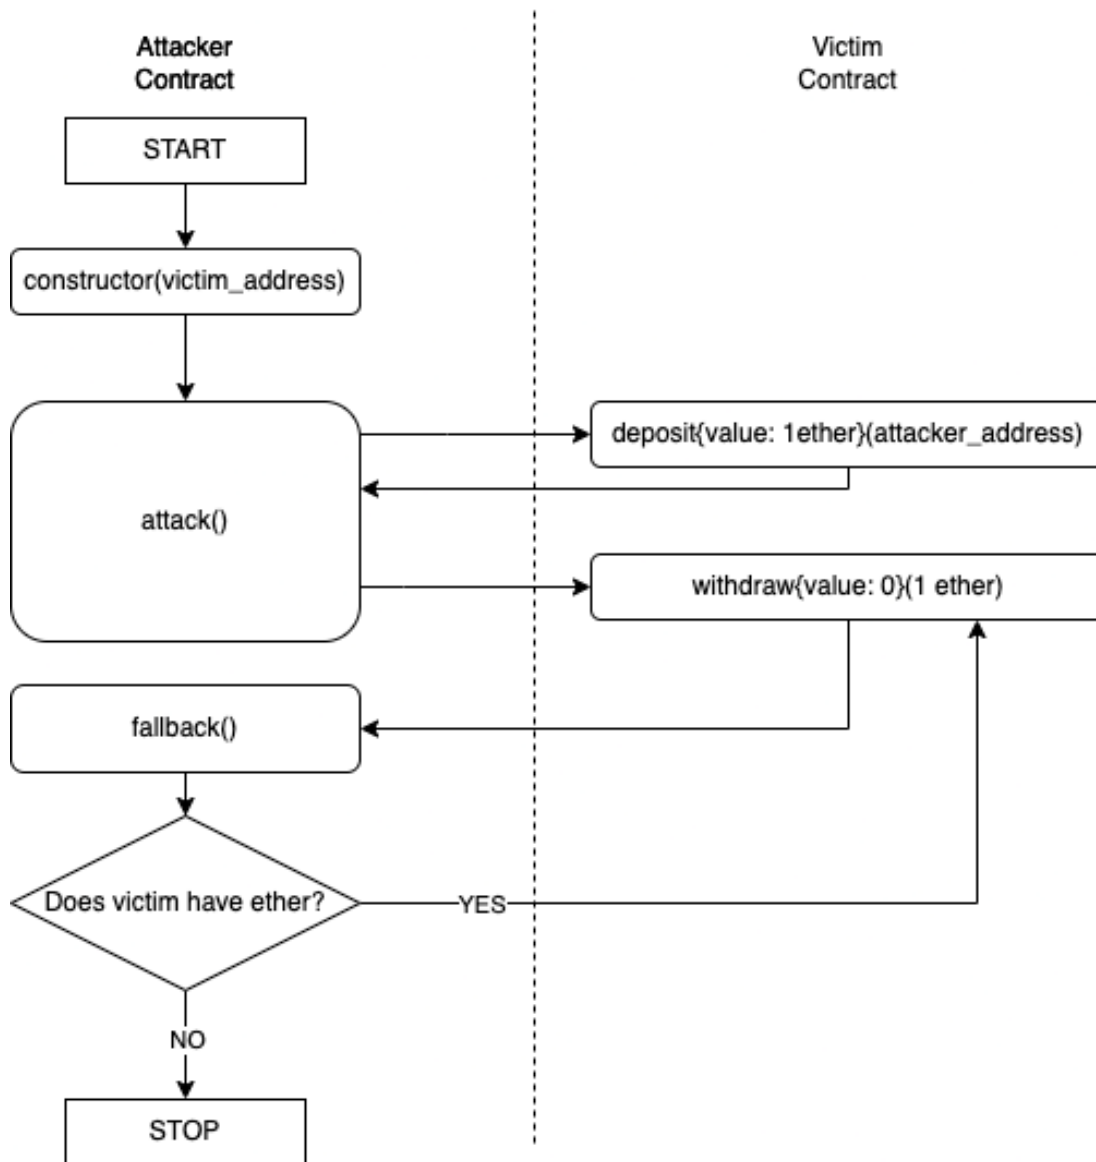 Attacker
Contract
Victim
Contract
START
constructor(victim_address)
deposit{value: 1ether}(attacker_address)
attack()
withdraw{value: 0}(1 ether)
fallback()
Does victim have ether?
YES
NO
STOP